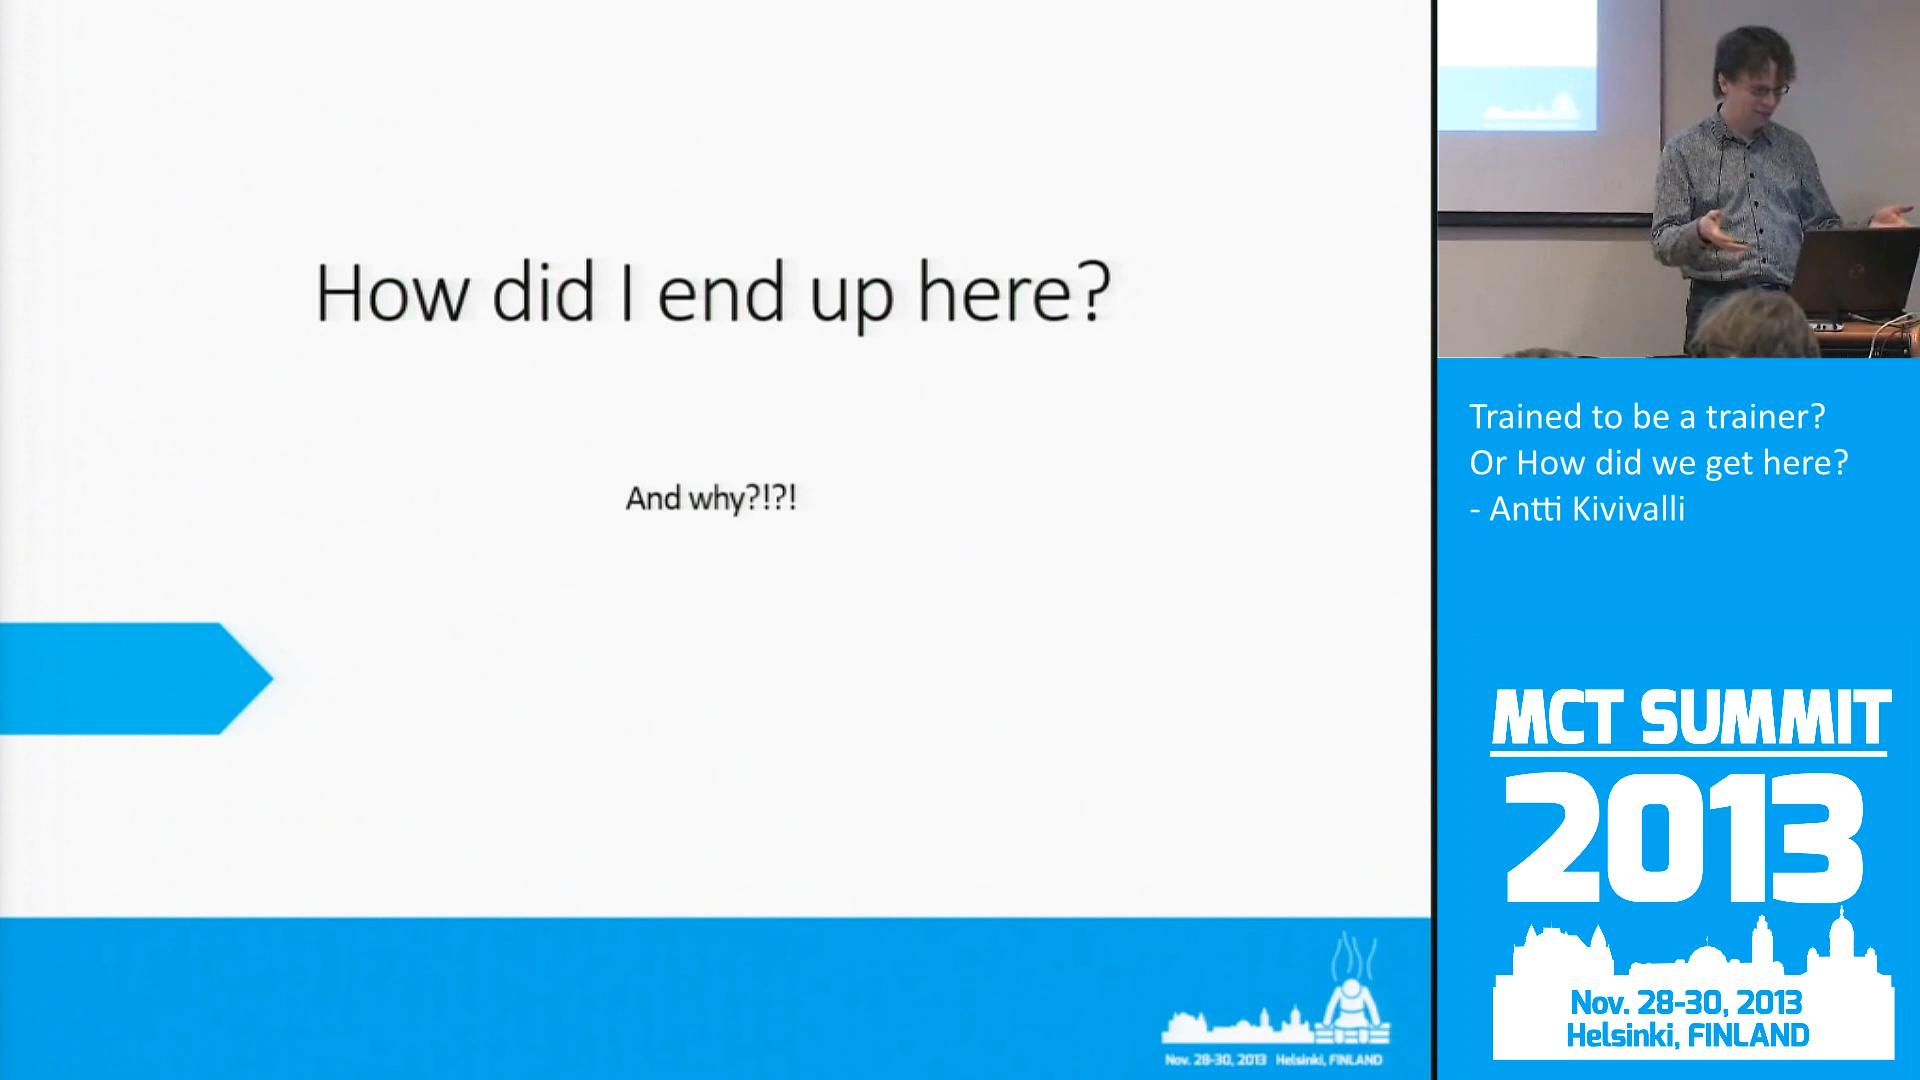 How did I end up here?
And why?!?!
Nov. 28-30, 2013 Helsinki, FINLAND
Trained to be a trainer?
Or How did we get here?
- Antti Kivivalli
MCT SUMMIT
2013
Nov. 28-30, 2013
Helsinki, FINLAND